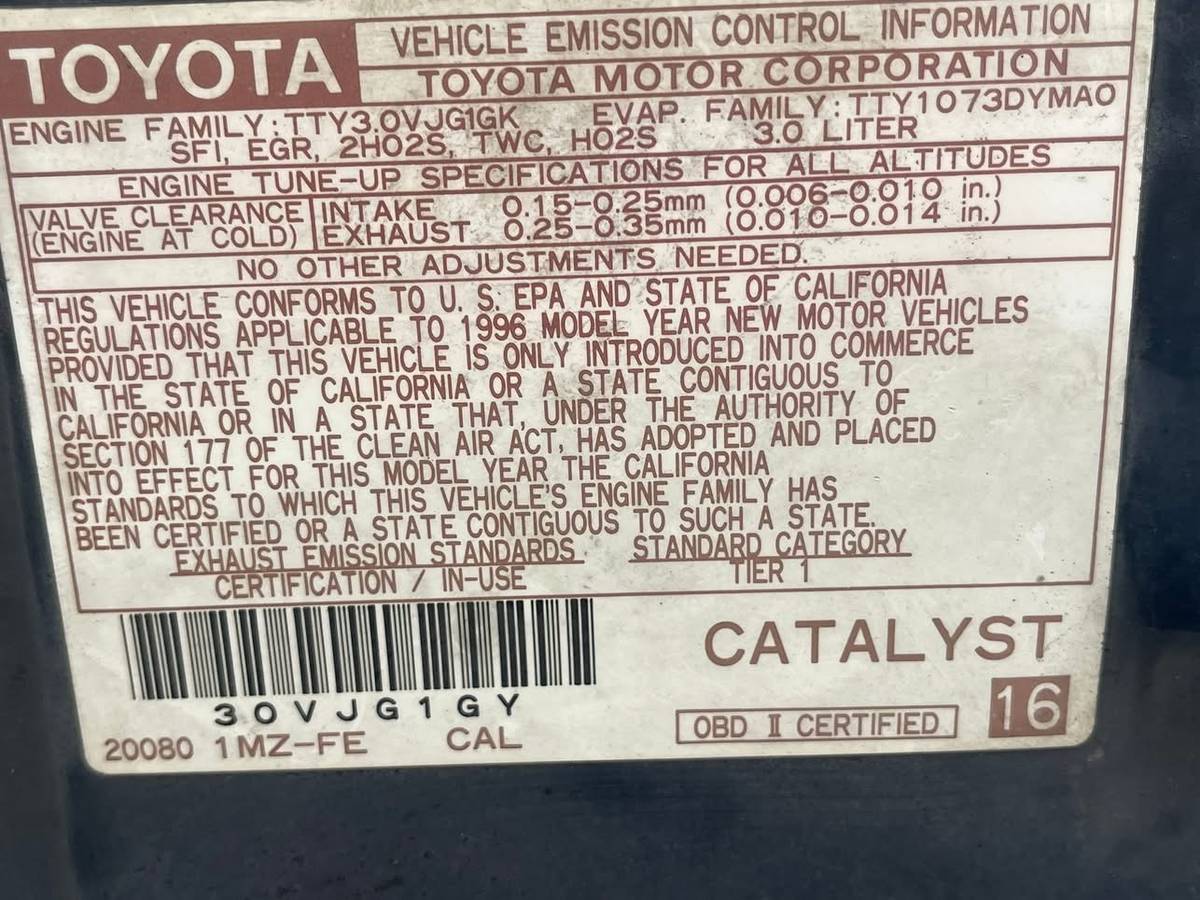 TOYOTA
VEHICLE EMISSION CONTROL INFORMATION
TOYOTA MOTOR CORPORATION
ENGINE FAMILY:TTY3.0VJG1GK EVAP. FAMILY:TTY1073DYMAO
SFI, EGR, 2HO2S, TWC, HO2S 3.0 LITER
ENGINE TUNE-UP SPECIFICATIONS FOR ALL ALTITUDES
VALVE CLEARANCE INTAKE 0.15-0.25mm (0.006-0.010 in.)
(ENGINE AT COLD) EXHAUST 0.25-0.35mm (0.010-0.014 in.)
NO OTHER ADJUSTMENTS NEEDED.
THIS VEHICLE CONFORMS TO U. S. EPA AND STATE OF CALIFORNIA
REGULATIONS APPLICABLE TO 1996 MODEL YEAR NEW MOTOR VEHICLES
PROVIDED THAT THIS VEHICLE IS ONLY INTRODUCED INTO COMMERCE
IN THE STATE OF CALIFORNIA OR A STATE CONTIGUOUS TO
CALIFORNIA OR IN A STATE THAT, UNDER THE AUTHORITY OF
SECTION 177 OF THE CLEAN AIR ACT, HAS ADOPTED AND PLACED
INTO EFFECT FOR THIS MODEL YEAR THE CALIFORNIA
STANDARDS TO WHICH THIS VEHICLE'S ENGINE FAMILY HAS
BEEN CERTIFIED OR A STATE CONTIGUOUS TO SUCH A STATE.
EXHAUST EMISSION STANDARDS STANDARD CATEGORY
CERTIFICATION / IN-USE TIER 1
CATALYST
30VJG1GY
OBD II CERTIFIED 16
20080 1MZ-FE CAL